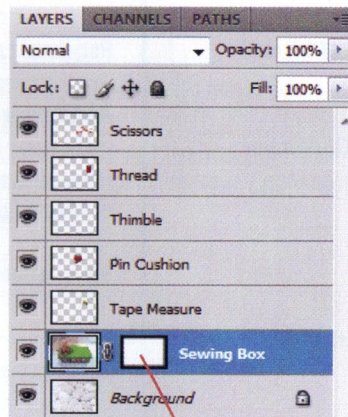 LAYERS CHANNELS PATHS
Normal Opacity: 100%
Lock: Fill: 100%
Scissors
Thread
Thimble
Pin Cushion
Tape Measure
Sewing Box
Background